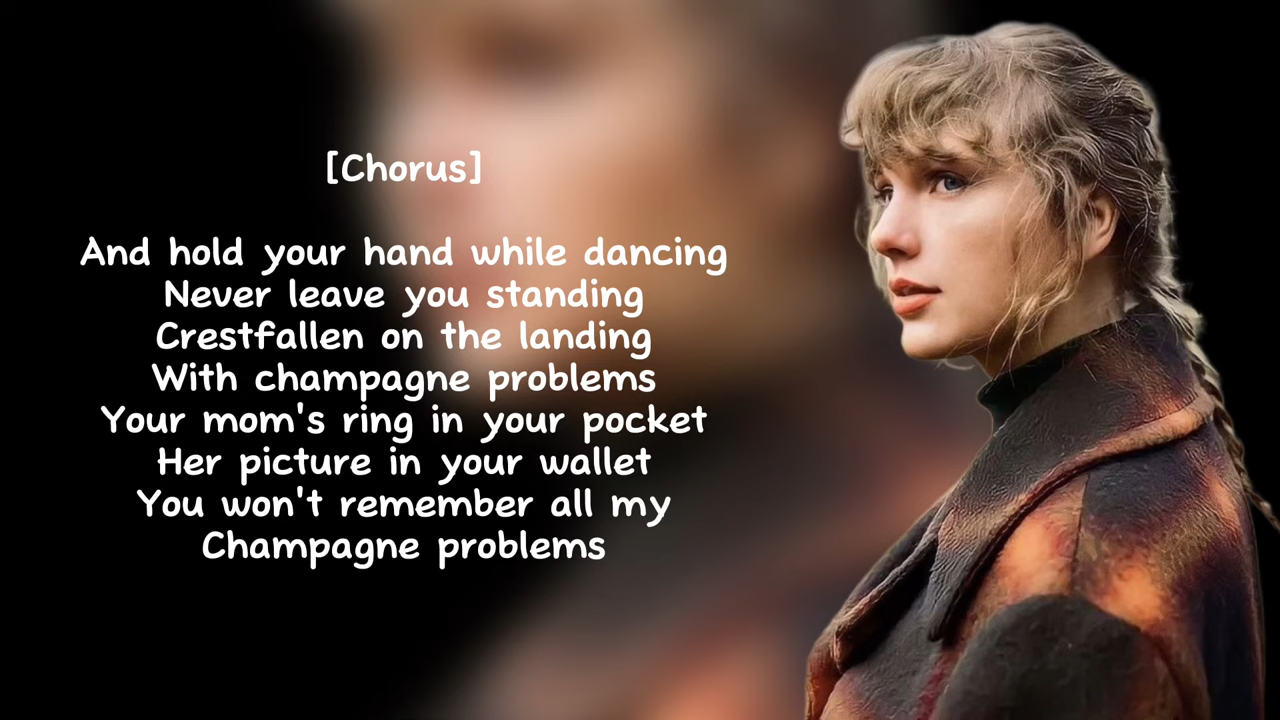 [Chorus]
And hold your hand while dancing
Never leave you standing
Crestfallen on the landing
With champagne problems
Your mom's ring in your pocket
Her picture in your wallet
You won't remember all my
Champagne problems